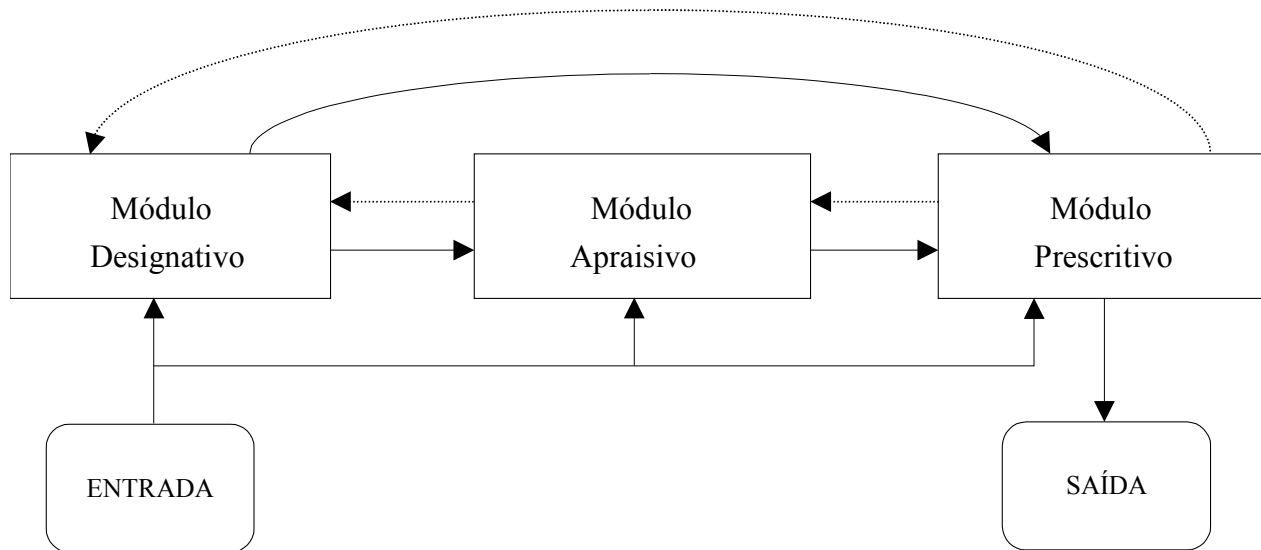 Módulo
Designativo
Módulo
Apraisivo
Módulo
Prescritivo
ENTRADA
SAÍDA